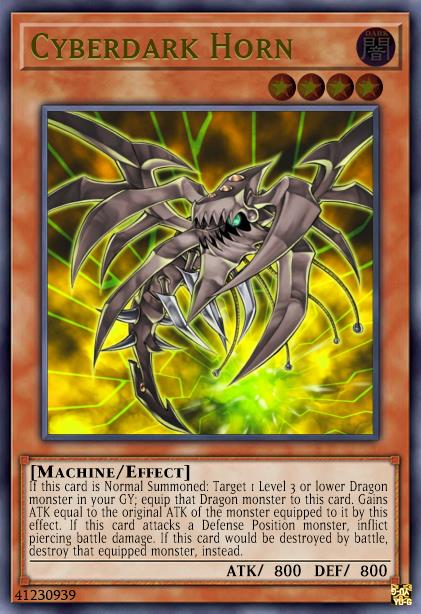 Cyberdark Horn
DARK
闇
[Machine/Effect]
If this card is Normal Summoned: Target 1 Level 3 or lower Dragon
monster in your GY; equip that Dragon monster to this card. Gains
ATK equal to the original ATK of the monster equipped to it by this
effect. If this card attacks a Defense Position monster, inflict
piercing battle damage. If this card would be destroyed by battle,
destroy that equipped monster, instead.
ATK/ 800 DEF/ 800
41230939